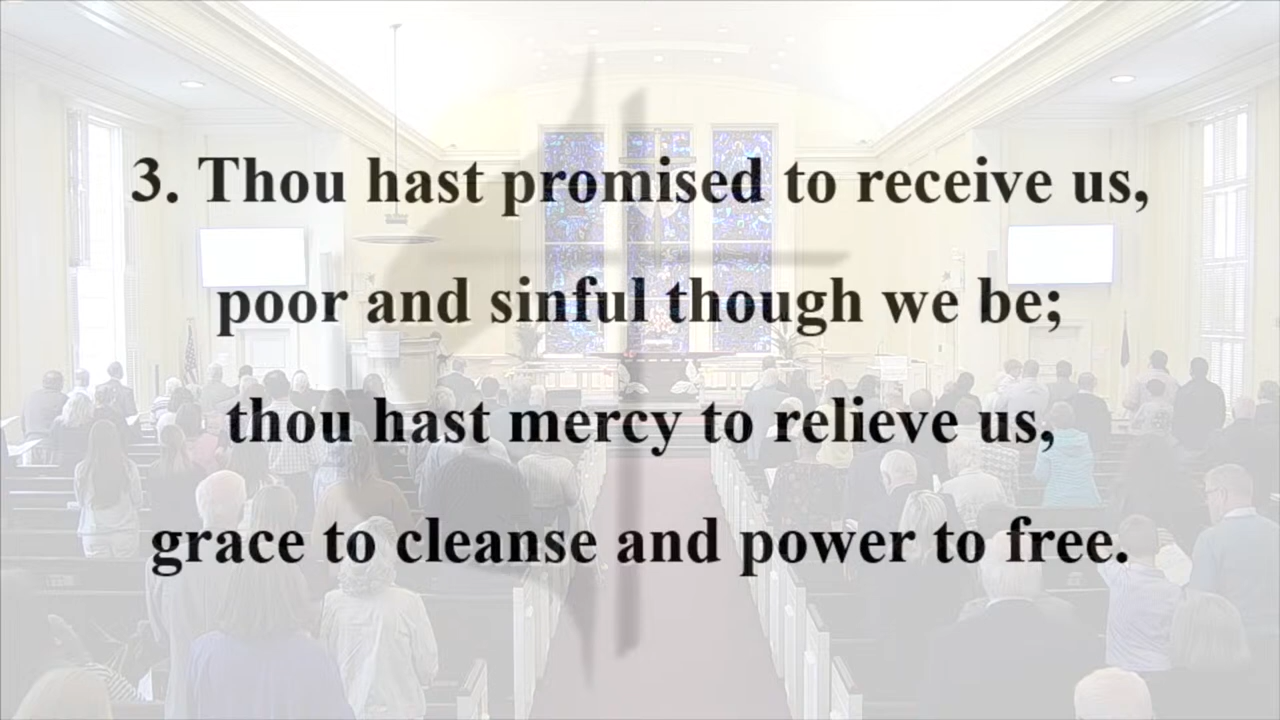 3. Thou hast promised to receive us,
poor and sinful though we be;
thou hast mercy to relieve us,
grace to cleanse and power to free.